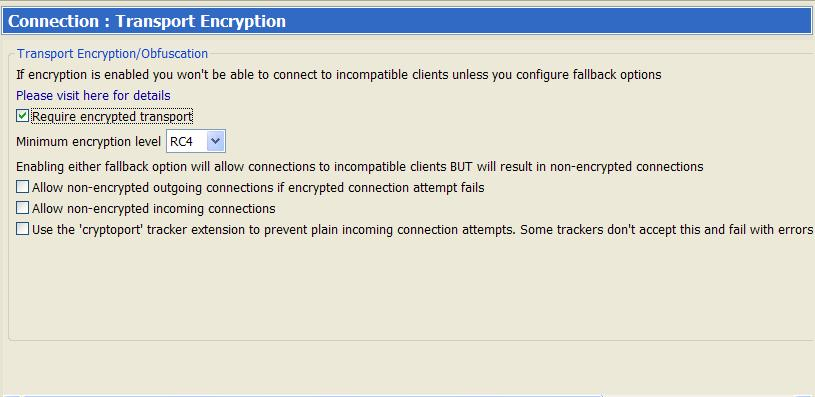 Connection : Transport Encryption
Transport Encryption/Obfuscation
If encryption is enabled you won't be able to connect to incompatible clients unless you configure fallback options
Please visit here for details
Require encrypted transport
Minimum encryption level RC4
Enabling either fallback option will allow connections to incompatible clients BUT will result in non-encrypted connections
Allow non-encrypted outgoing connections if encrypted connection attempt fails
Allow non-encrypted incoming connections
Use the 'cryptoport' tracker extension to prevent plain incoming connection attempts. Some trackers don't accept this and fail with errors